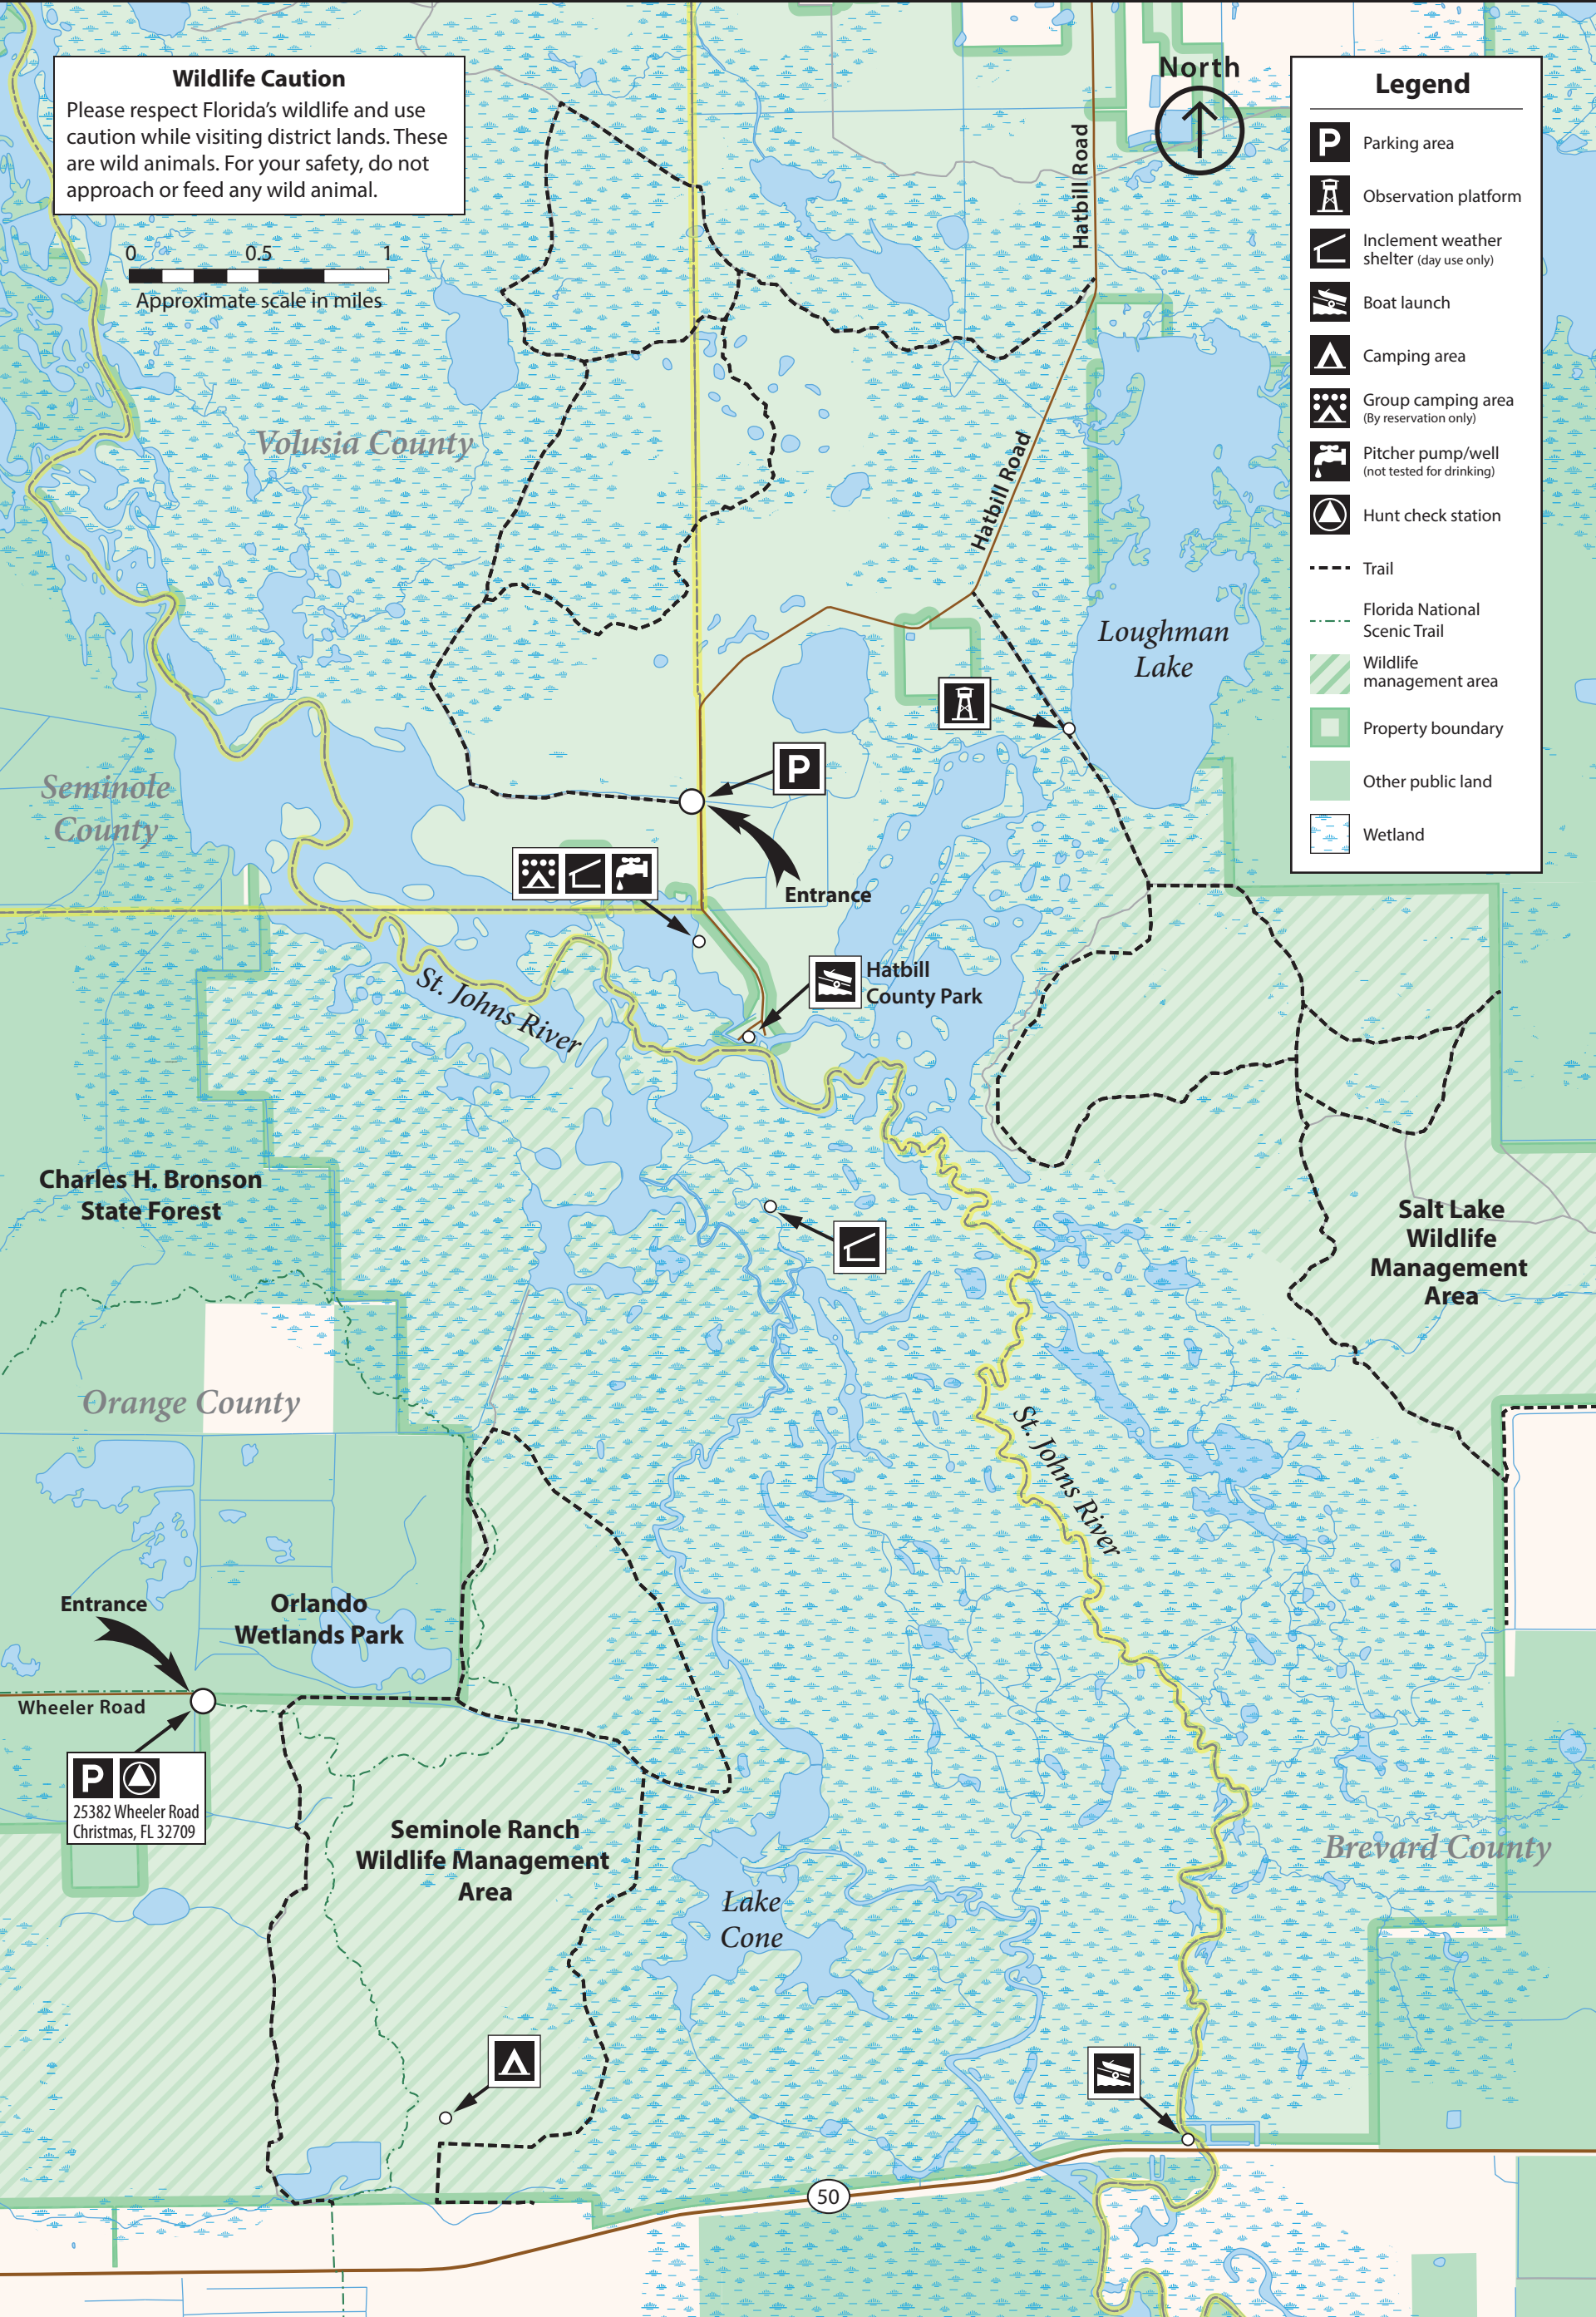 Wildlife Caution
Please respect Florida’s wildlife and use
caution while visiting district lands. These
are wild animals. For your safety, do not
approach or feed any wild animal.
0 0.5 1
Approximate scale in miles
North
Legend
P Parking area
Observation platform
Inclement weather
shelter (day use only)
Boat launch
Camping area
Group camping area
(By reservation only)
Pitcher pump/well
(not tested for drinking)
Hunt check station
Trail
Florida National
Scenic Trail
Wildlife
management area
Property boundary
Other public land
Wetland
Hatbill Road
Volusia County
Hatbill Road
Loughman
Lake
Seminole
County
P
Entrance
Hatbill
County Park
St. Johns River
Charles H. Bronson
State Forest
Salt Lake
Wildlife
Management
Area
Orange County
St. Johns River
Entrance
Orlando
Wetlands Park
Wheeler Road
P
25382 Wheeler Road
Christmas, FL 32709
Seminole Ranch
Wildlife Management
Area
Brevard County
Lake
Cone
50